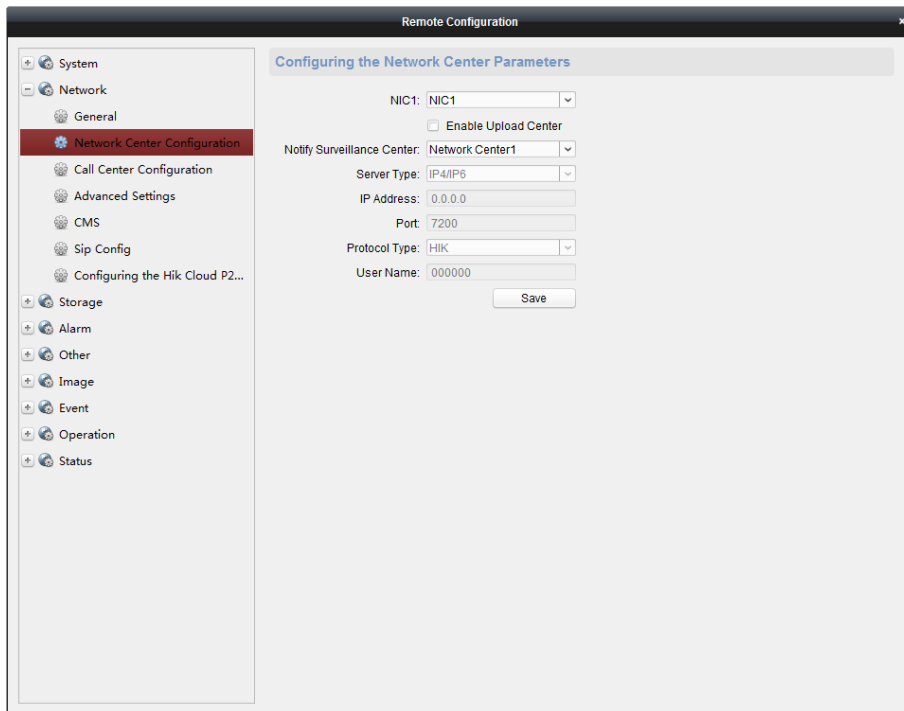 Remote Configuration
System
Network
General
Network Center Configuration
Call Center Configuration
Advanced Settings
CMS
Sip Config
Configuring the Hik Cloud P2...
Storage
Alarm
Other
Image
Event
Operation
Status
Configuring the Network Center Parameters
NIC1: NIC1
Enable Upload Center
Notify Surveillance Center: Network Center1
Server Type: IP4/IP6
IP Address: 0.0.0.0
Port: 7200
Protocol Type: HIK
User Name: 000000
Save